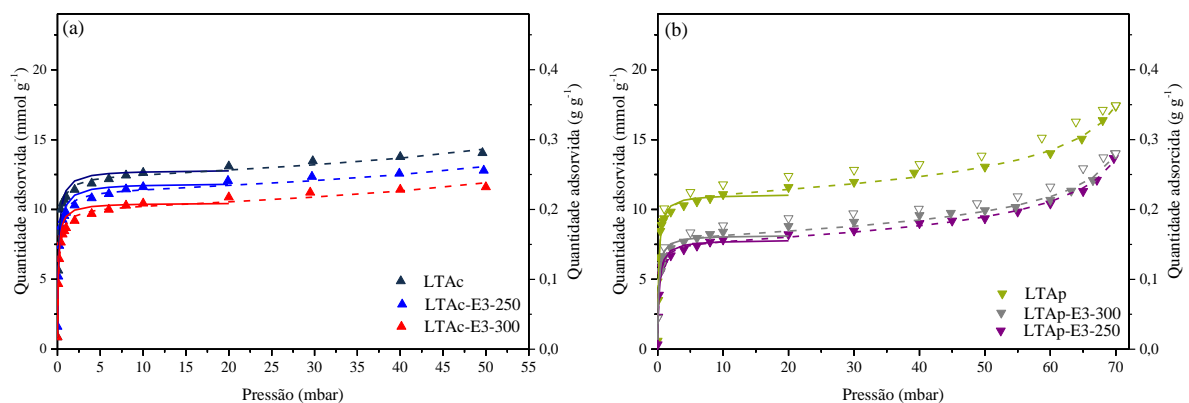 (a)
Quantidade adsorvida (mmol g⁻¹)
20
15
10
5
0
0,4
0,3
0,2
0,1
0,0
Quantidade adsorvida (g g⁻¹)
LTAc
LTAc-E3-250
LTAc-E3-300
0 5 10 15 20 25 30 35 40 45 50 55
Pressão (mbar)
(b)
Quantidade adsorvida (mmol g⁻¹)
20
15
10
5
0
0,4
0,3
0,2
0,1
0,0
Quantidade adsorcida (g g⁻¹)
LTAp
LTAp-E3-300
LTAp-E3-250
0 10 20 30 40 50 60 70
Pressão (mbar)